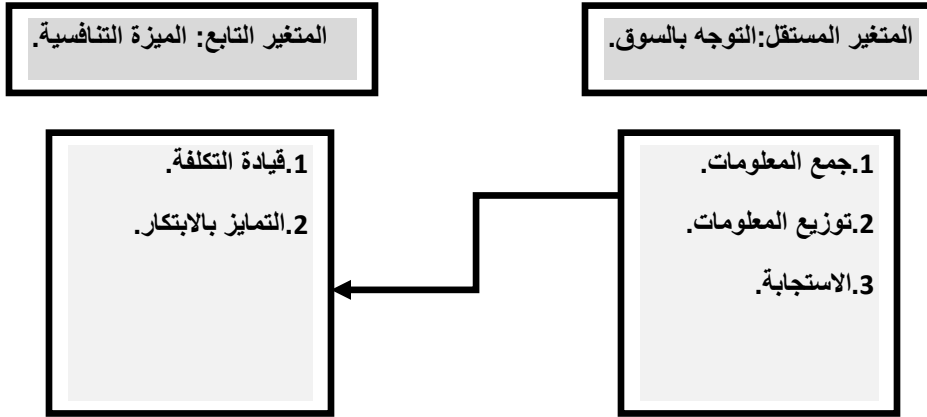 المتغير المستقل:التوجه بالسوق.
المتغير التابع: الميزة التنافسية.
1.جمع المعلومات.
2.توزيع المعلومات.
3.الاستجابة.
1.قيادة التكلفة.
2.التمايز بالابتكار.